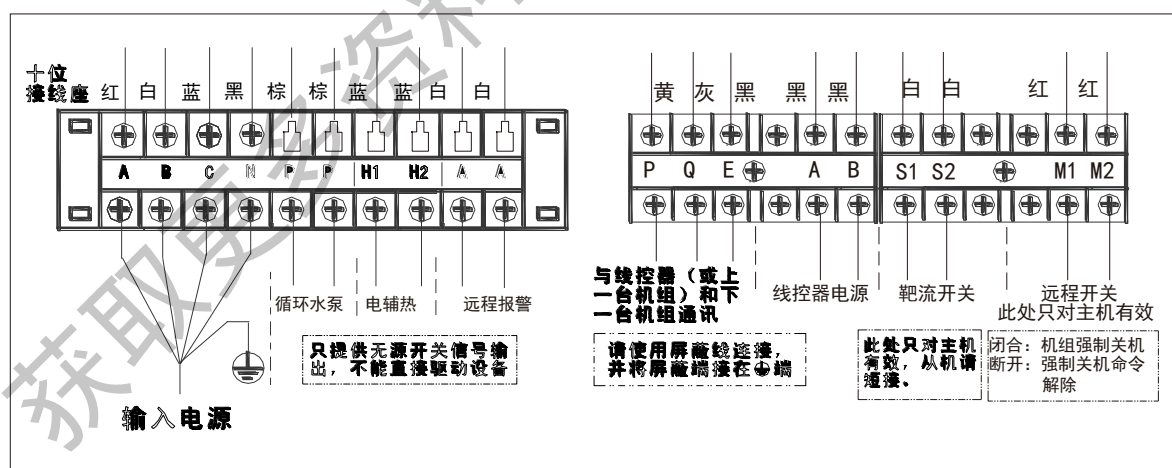 十位
接线座 红 白 蓝 黑 棕 棕 蓝 蓝 白 白
A B C N P P H1 H2 A A
循环水泵 电辅热 远程报警
只提供无源开关信号输
出，不能直接驱动设备
输入电源
黄 灰 黑 黑 黑 白 白 红 红
P Q E A B S1 S2 M1 M2
与线控器（或上
一台机组）和下
一台机组通讯
线控器电源 靶流开关 远程开关
此处只对主机有效
请使用屏蔽线连接，
并将屏蔽端接在⏚端
此处只对主机
有效，从机请
短接、
闭合：机组强制关机
断开：强制关机命令
解除
获取更多资料